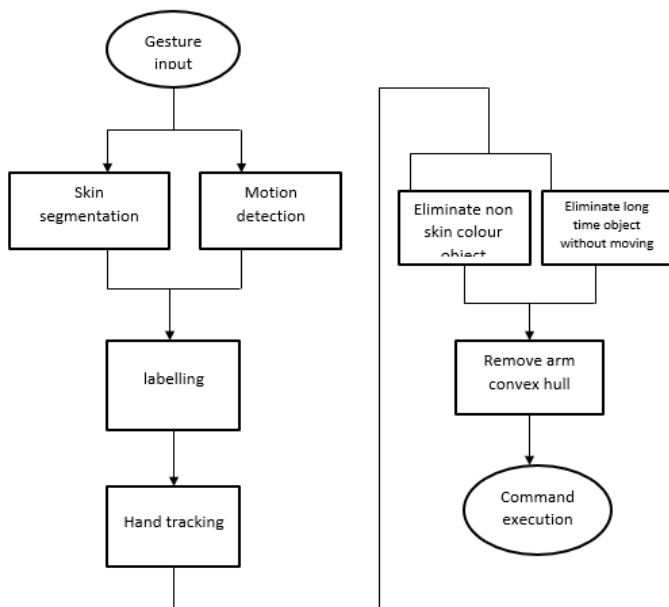 Gesture
input
Skin
segmentation
Motion
detection
labelling
Hand tracking
Eliminate non
skin colour
object
Eliminate long
time object
without moving
Remove arm
convex hull
Command
execution